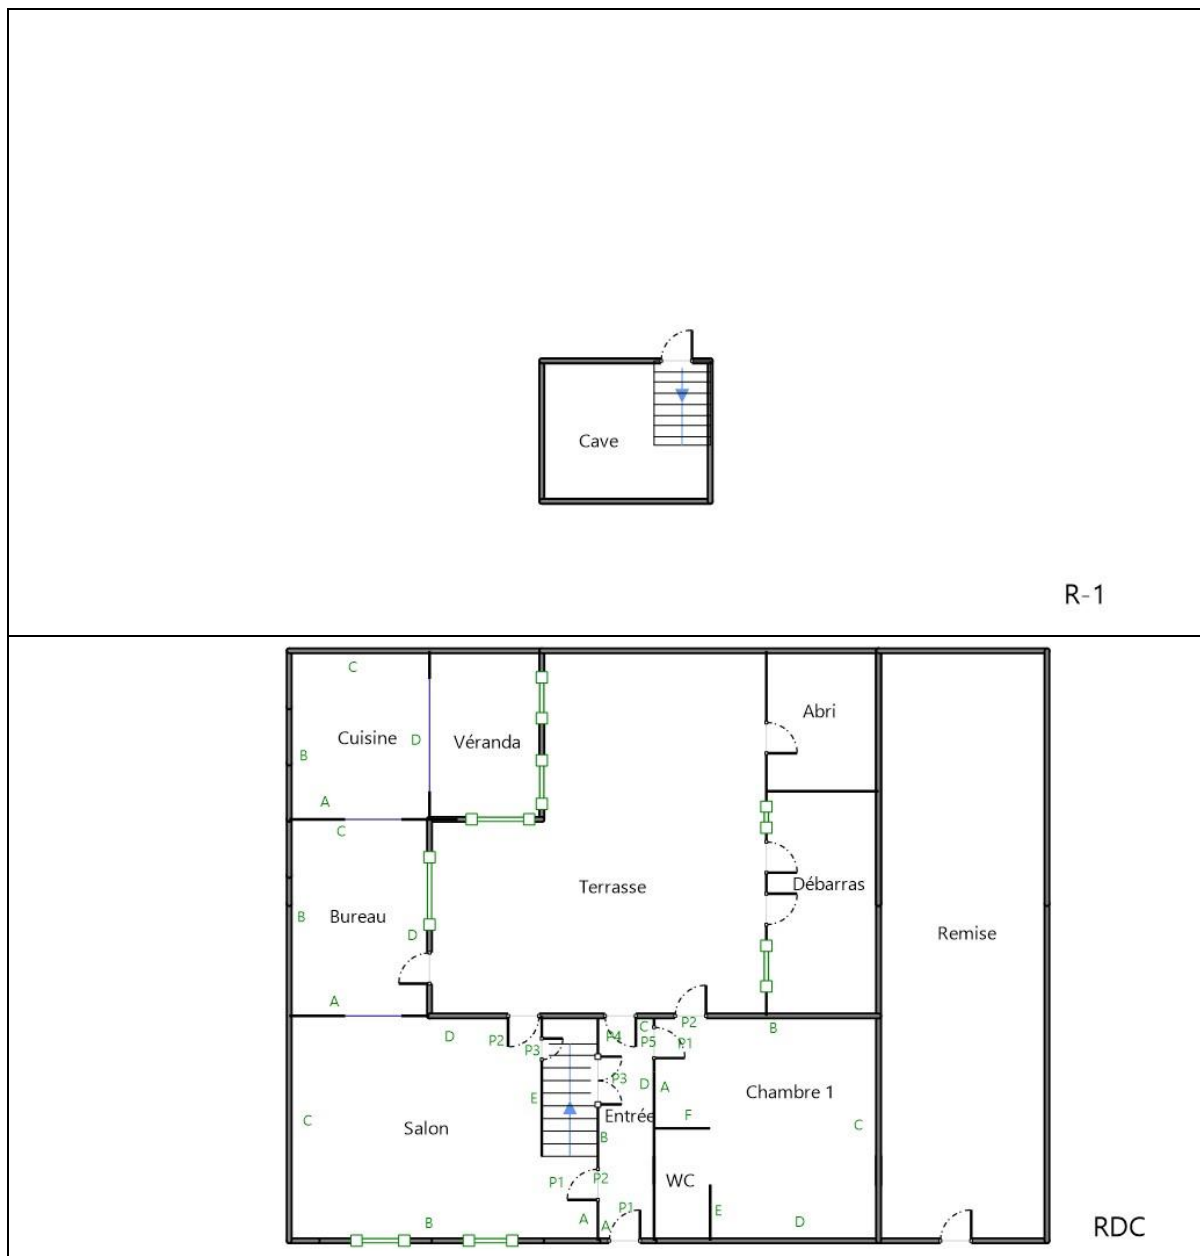 Cave
R-1
C
Abri
Cuisine
D
Véranda
B
A
C
Débarras
Terrasse
B
Bureau
D
Remise
A
D
P2
P3
P4
C
P5
P2
P1
B
P3
D
A
Chambre 1
E
Entrée
F
C
Salon
C
B
P1
P2
WC
P1
A
A
B
E
D
RDC